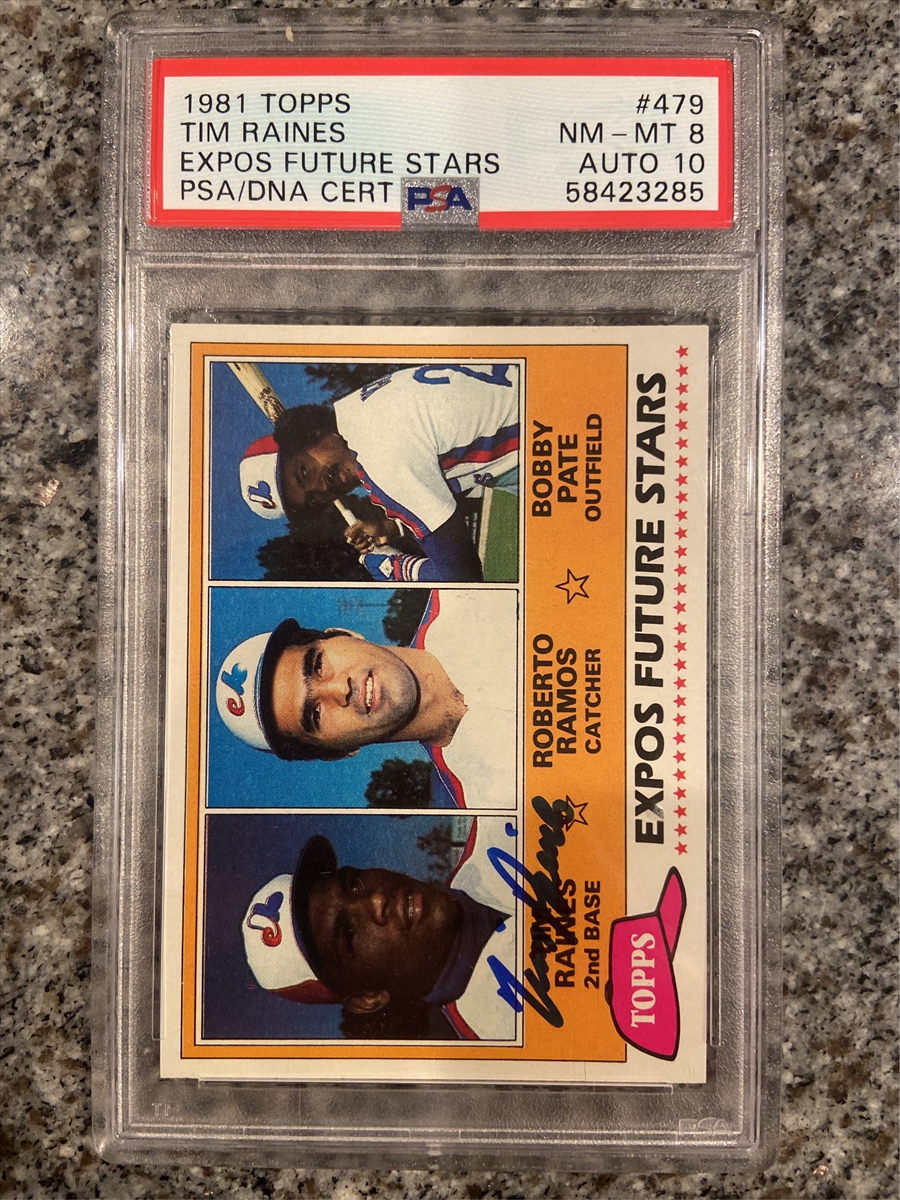 1981 TOPPS #479
TIM RAINES NM - MT 8
EXPOS FUTURE STARS AUTO 10
PSA/DNA CERT PSA 58423285
BOBBY
PATE
OUTFIELD
ROBERTO
RAMOS
CATCHER
RAINES
2nd BASE
EXPOS FUTURE STARS
TOPPS
PSA